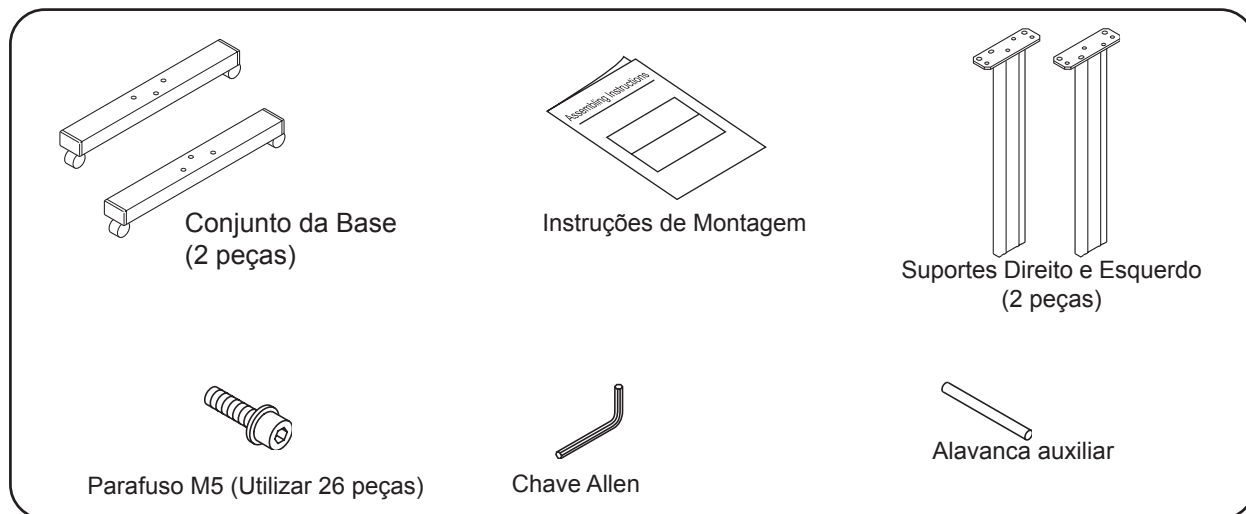 Assembling Instructions
Conjunto da Base
(2 peças)
Instruções de Montagem
Suportes Direito e Esquerdo
(2 peças)
Parafuso M5 (Utilizar 26 peças)
Chave Allen
Alavanca auxiliar